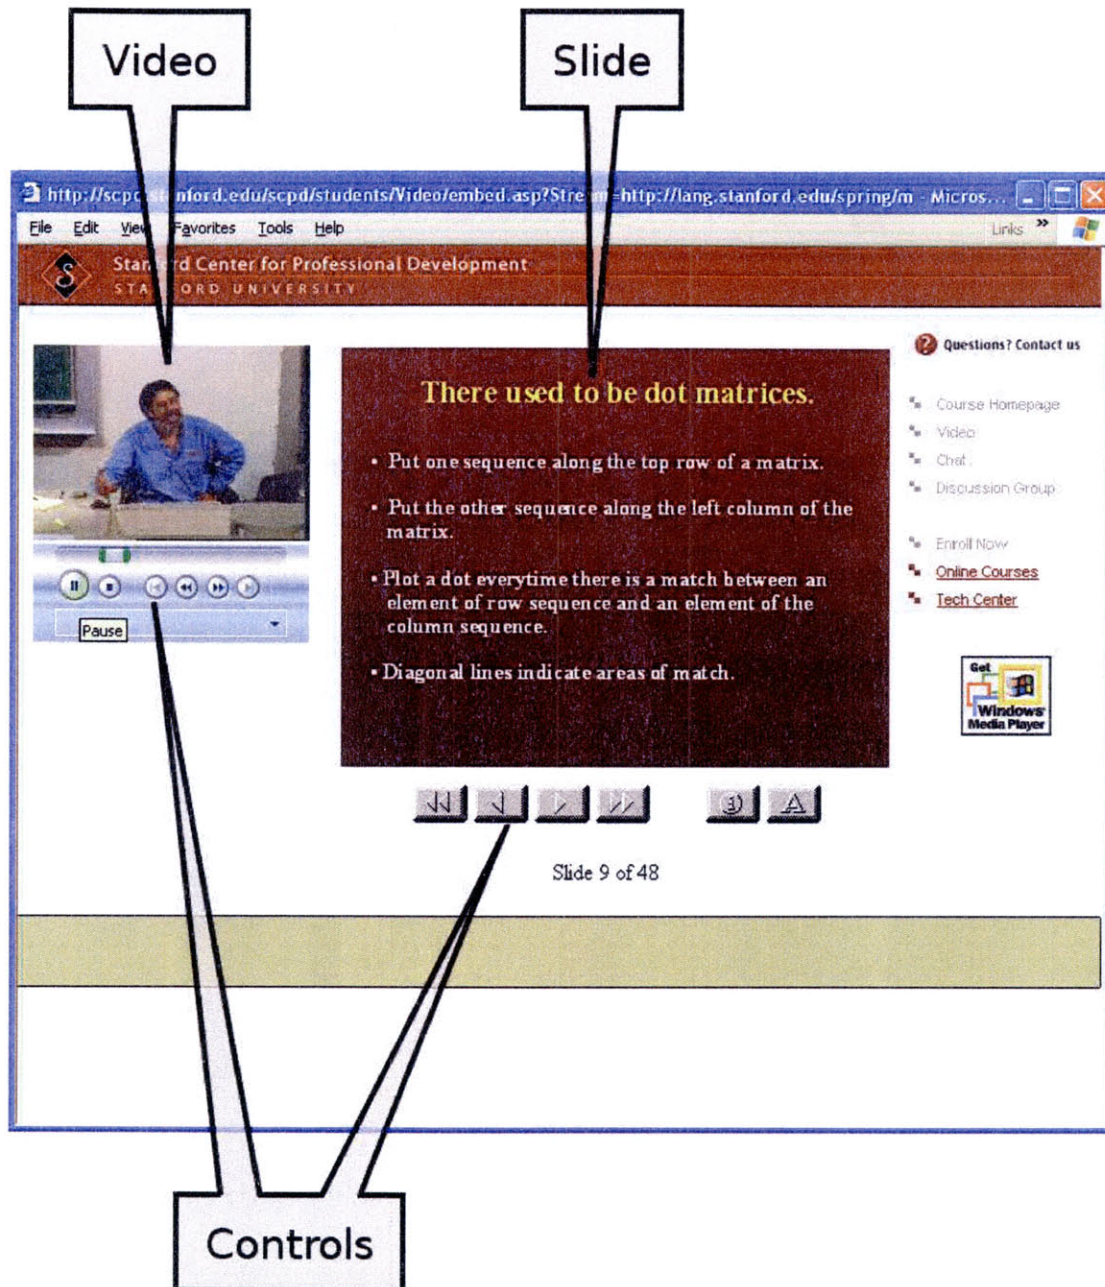 Video
Slide
http://scpd.stanford.edu/scpd/students/Video/embed.asp?Stream=http://lang.stanford.edu/spring/m - Micros...
File Edit View Favorites Tools Help
Links »
Stanford Center for Professional Development
STANFORD UNIVERSITY
S
There used to be dot matrices.
• Put one sequence along the top row of a matrix.
• Put the other sequence along the left column of the
matrix.
• Plot a dot everytime there is a match between an
element of row sequence and an element of the
column sequence.
• Diagonal lines indicate areas of match.
Pause
? Questions? Contact us
Course Homepage
Video
Chat
Discussion Group
Enroll Now
Online Courses
Tech Center
Get
Windows
Media Player
A
Slide 9 of 48
Controls